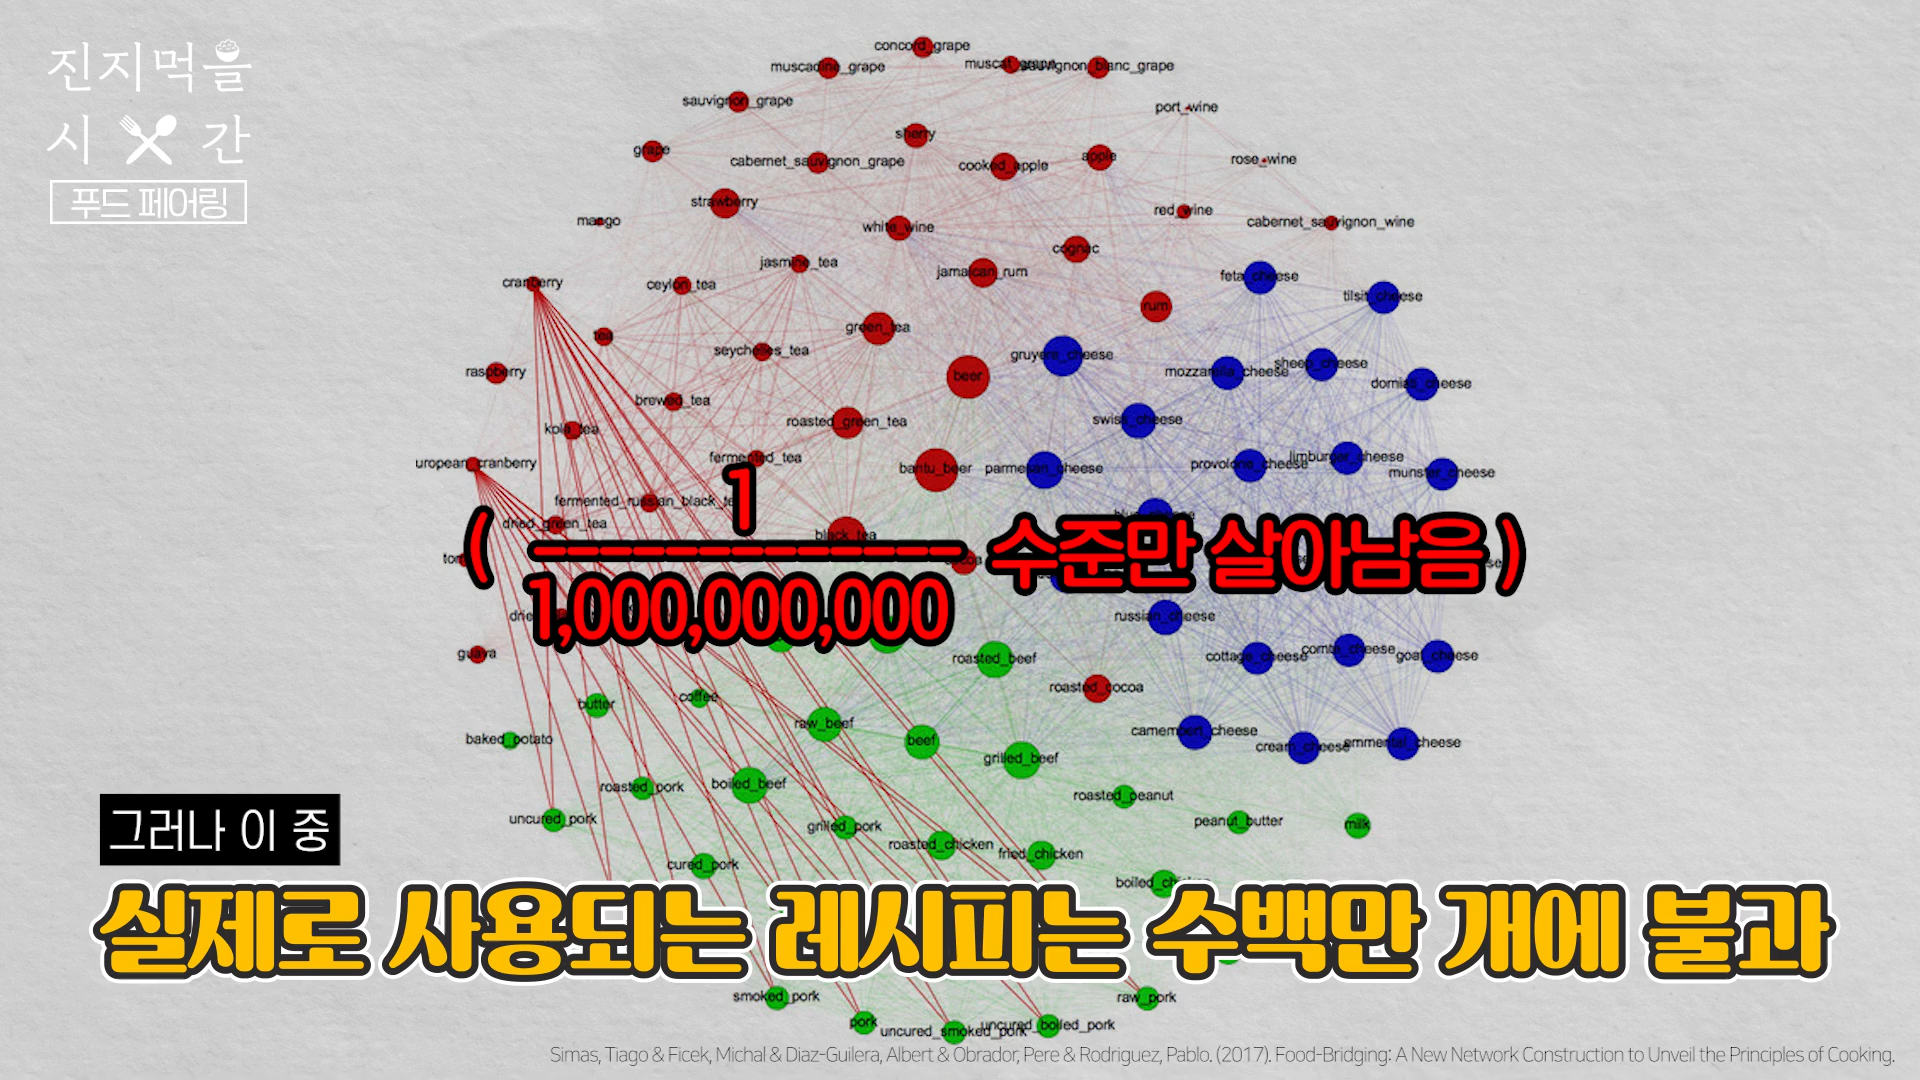 진지먹을
시 간
푸드 페어링
concord_grape
muscadine_grape
muscat_grape
sauvignon_blanc_grape
sauvignon_grape
port_wine
sherry
grape
cabernet_sauvignon_grape
cooked_apple
apple
rose_wine
strawberry
mango
white_wine
red_wine
cabernet_sauvignon_wine
cognac
jasmine_tea
jamaican_rum
feta_cheese
cranberry
ceylon_tea
tilsit_cheese
rum
tea
green_tea
seychelles_tea
gruyere_cheese
mozzarella_cheese
sheep_cheese
raspberry
beer
domiati_cheese
brewed_tea
roasted_green_tea
swiss_cheese
kola_tea
fermented_tea
uropean_cranberry
bantu_beer
parmesan_cheese
provolone_cheese
limburger_cheese
munster_cheese
fermented_russian_black_te
dried_green_tea
black_tea
( 1
1,000,000,000
수준만 살아남음 )
russian_cheese
guava
roasted_beef
cottage_cheese
comte_cheese
goat_cheese
roasted_cocoa
butter
coffee
raw_beef
baked_potato
beef
grilled_beef
camembert_cheese
cream_cheese
emmental_cheese
roasted_pork
boiled_beef
roasted_peanut
uncured_pork
grilled_pork
peanut_butter
milk
roasted_chicken
fried_chicken
cured_pork
그러나 이 중
실제로 사용되는 레시피는 수백만 개에 불과
smoked_pork
raw_pork
pork
uncured_smoked_pork
uncured_boiled_pork
Simas, Tiago & Ficek, Michal & Diaz-Guilera, Albert & Obrador, Pere & Rodriguez, Pablo. (2017). Food-Bridging: A New Network Construction to Unveil the Principles of Cooking.